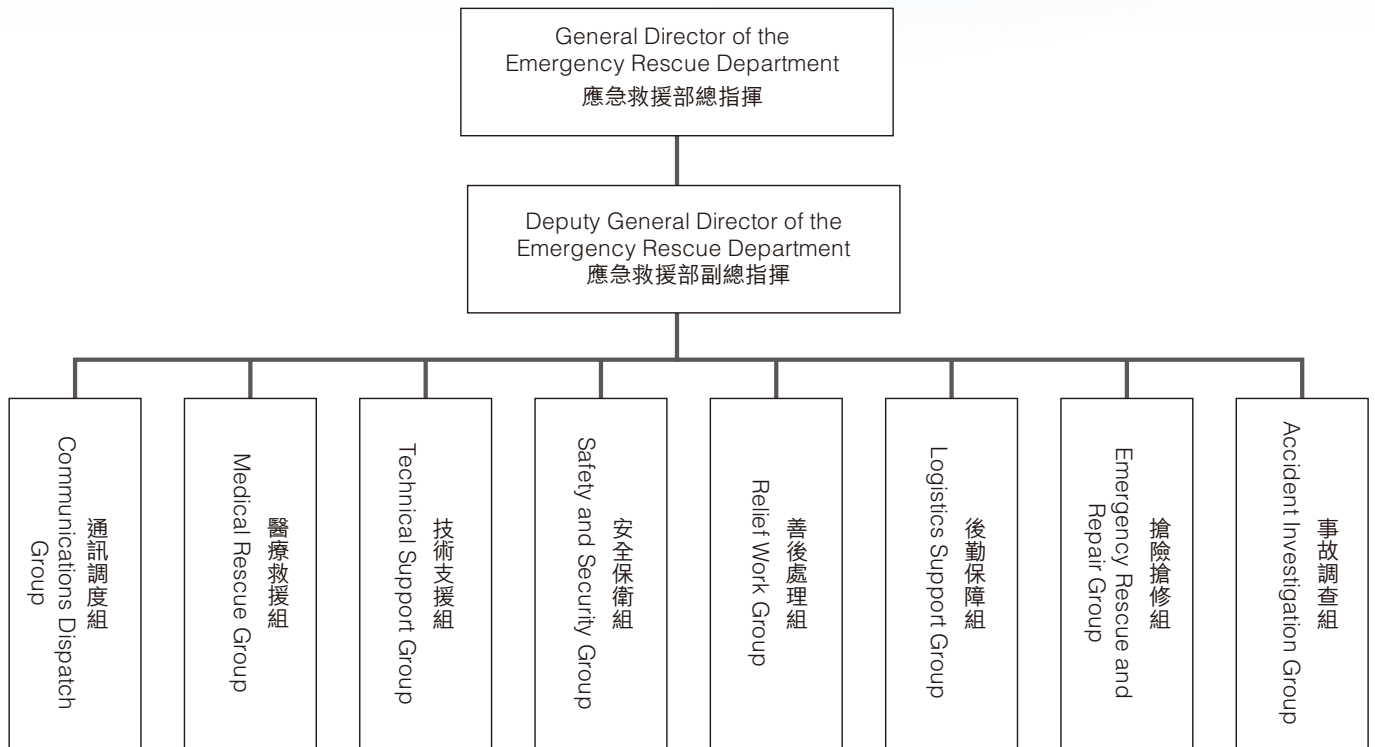 General Director of the
Emergency Rescue Department
應急救援部總指揮
Deputy General Director of the
Emergency Rescue Department
應急救援部副總指揮
通訊調度組
Communications Dispatch
Group
醫療救援組
Medical Rescue Group
技術支援組
Technical Support Group
安全保衛組
Safety and Security Group
善後處理組
Relief Work Group
後勤保障組
Logistics Support Group
搶險搶修組
Emergency Rescue and
Repair Group
事故調查組
Accident Investigation Group